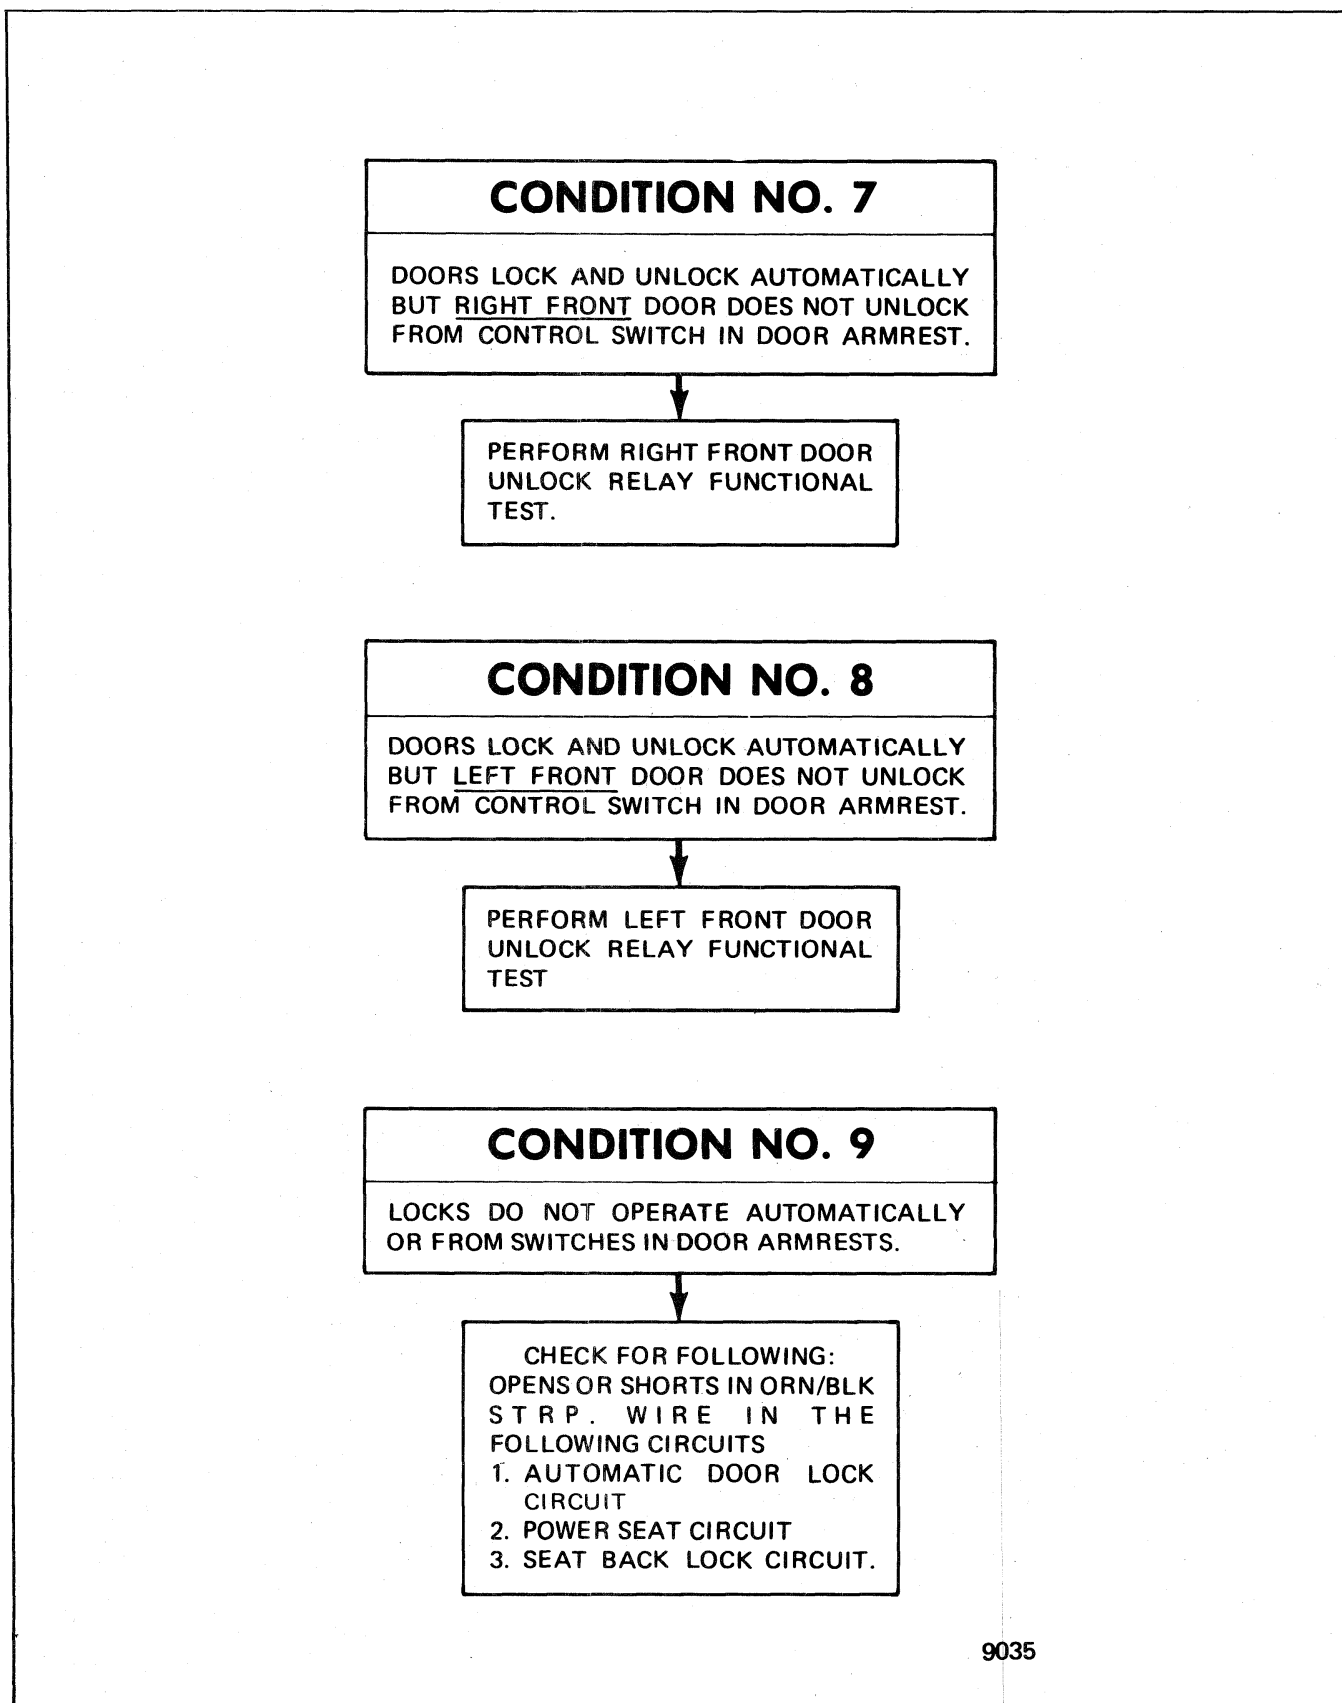 CONDITION NO. 7
DOORS LOCK AND UNLOCK AUTOMATICALLY
BUT RIGHT FRONT DOOR DOES NOT UNLOCK
FROM CONTROL SWITCH IN DOOR ARMREST.
PERFORM RIGHT FRONT DOOR
UNLOCK RELAY FUNCTIONAL
TEST.
CONDITION NO. 8
DOORS LOCK AND UNLOCK AUTOMATICALLY
BUT LEFT FRONT DOOR DOES NOT UNLOCK
FROM CONTROL SWITCH IN DOOR ARMREST.
PERFORM LEFT FRONT DOOR
UNLOCK RELAY FUNCTIONAL
TEST
CONDITION NO. 9
LOCKS DO NOT OPERATE AUTOMATICALLY
OR FROM SWITCHES IN DOOR ARMRESTS.
CHECK FOR FOLLOWING:
OPENS OR SHORTS IN ORN/BLK
STRP. WIRE IN THE
FOLLOWING CIRCUITS
1. AUTOMATIC DOOR LOCK
CIRCUIT
2. POWER SEAT CIRCUIT
3. SEAT BACK LOCK CIRCUIT.
9035